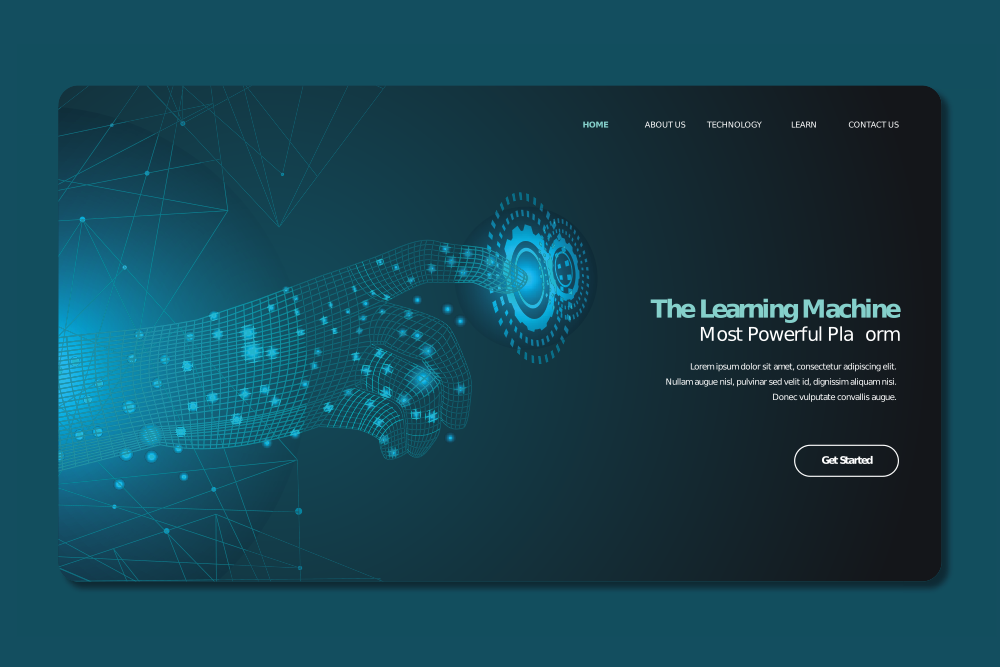 HOME ABOUT US TECHNOLOGY LEARN CONTACT US
The Learning Machine
Most Powerful Pla orm
Lorem ipsum dolor sit amet, consectetur adipiscing elit.
Nullam augue nisl, pulvinar sed velit id, dignissim aliquam nisi.
Donec vulputate convallis augue.
Get Started